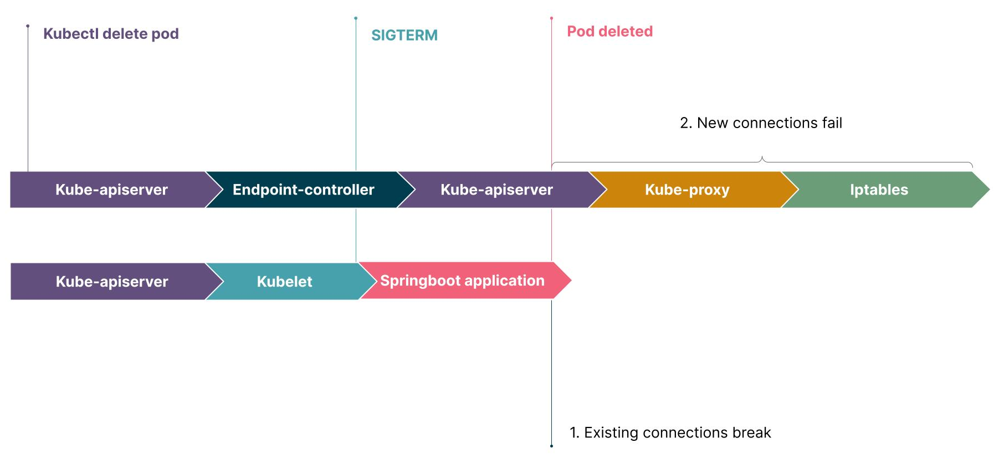 Kubectl delete pod
SIGTERM
Pod deleted
2. New connections fail
Kube-apiserver
Endpoint-controller
Kube-apiserver
Kube-proxy
Iptables
Kube-apiserver
Kubelet
Springboot application
1. Existing connections break